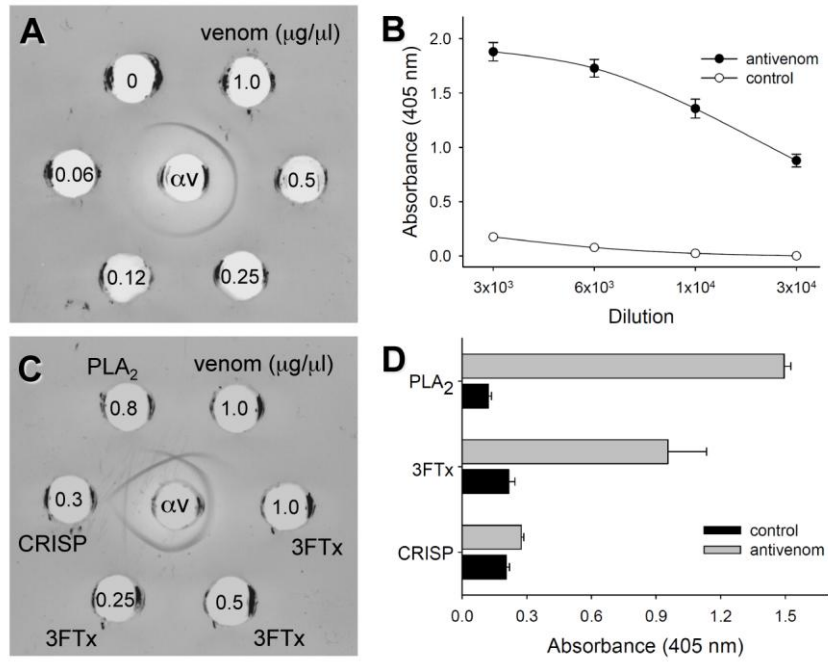 A
venom (μg/μl)
0
1.0
0.06
αv
0.5
0.12
0.25
B
Absorbance (405 nm)
2.0
1.5
1.0
0.5
0.0
antivenom
control
3x10³
6x10³
1x10⁴
3x10⁴
Dilution
C
PLA₂
venom (μg/μl)
0.8
1.0
0.3
αv
1.0
CRISP
3FTx
0.25
0.5
3FTx
3FTx
D
PLA₂
3FTx
CRISP
control
antivenom
0.0
0.3
0.6
0.9
1.2
1.5
Absorbance (405 nm)